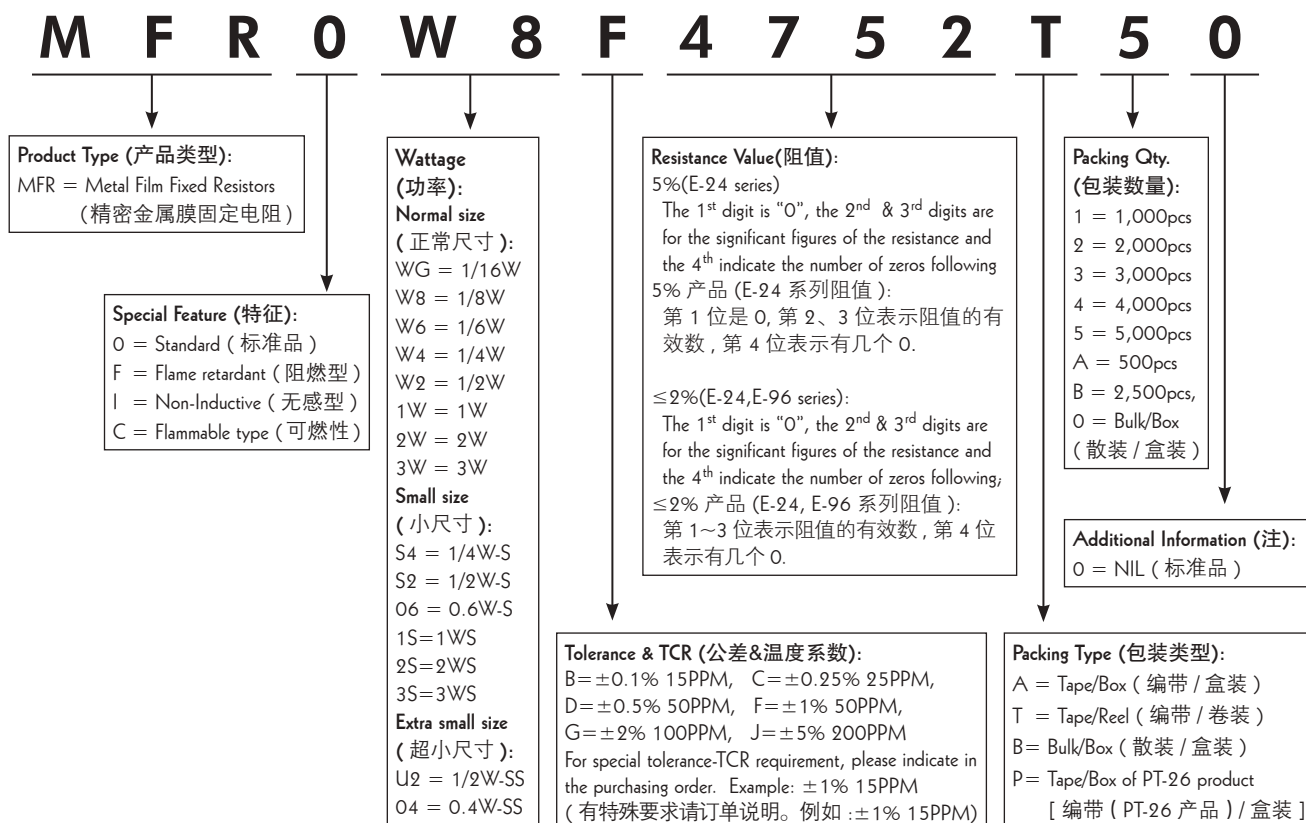 M F R 0 W 8 F 4 7 5 2 T 5 0
Product Type (产品类型):
MFR = Metal Film Fixed Resistors
(精密金属膜固定电阻)
Special Feature (特征):
0 = Standard ( 标准品 )
F = Flame retardant ( 阻燃型 )
I = Non-Inductive ( 无感型 )
C = Flammable type ( 可燃性 )
Wattage
(功率):
Normal size
( 正常尺寸 ):
WG = 1/16W
W8 = 1/8W
W6 = 1/6W
W4 = 1/4W
W2 = 1/2W
1W = 1W
2W = 2W
3W = 3W
Small size
( 小尺寸 ):
S4 = 1/4W-S
S2 = 1/2W-S
06 = 0.6W-S
1S=1WS
2S=2WS
3S=3WS
Extra small size
( 超小尺寸 ):
U2 = 1/2W-SS
04 = 0.4W-SS
Tolerance & TCR (公差&温度系数):
B=±0.1% 15PPM, C=±0.25% 25PPM,
D=±0.5% 50PPM, F=±1% 50PPM,
G=±2% 100PPM, J=±5% 200PPM
For special tolerance-TCR requirement, please indicate in
the purchasing order. Example: ±1% 15PPM
( 有特殊要求请订单说明。例如 :±1% 15PPM)
Resistance Value(阻值):
5%(E-24 series)
The 1st digit is “0”, the 2nd & 3rd digits are
for the significant figures of the resistance and
the 4th indicate the number of zeros following
5% 产品 (E-24 系列阻值 ):
第 1 位是 0, 第 2、3 位表示阻值的有
效数 , 第 4 位表示有几个 0.
≤2%(E-24,E-96 series):
The 1st digit is “0”, the 2nd & 3rd digits are
for the significant figures of the resistance and
the 4th indicate the number of zeros following;
≤2% 产品 (E-24, E-96 系列阻值 ):
第 1~3 位表示阻值的有效数 , 第 4 位
表示有几个 0.
Packing Type (包装类型):
A = Tape/Box ( 编带 / 盒装 )
T = Tape/Reel ( 编带 / 卷装 )
B= Bulk/Box ( 散装 / 盒装 )
P= Tape/Box of PT-26 product
[ 编带 ( PT-26 产品 ) / 盒装 ]
Packing Qty.
(包装数量):
1 = 1,000pcs
2 = 2,000pcs
3 = 3,000pcs
4 = 4,000pcs
5 = 5,000pcs
A = 500pcs
B = 2,500pcs,
0 = Bulk/Box
( 散装 / 盒装 )
Additional Information (注):
0 = NIL ( 标准品 )